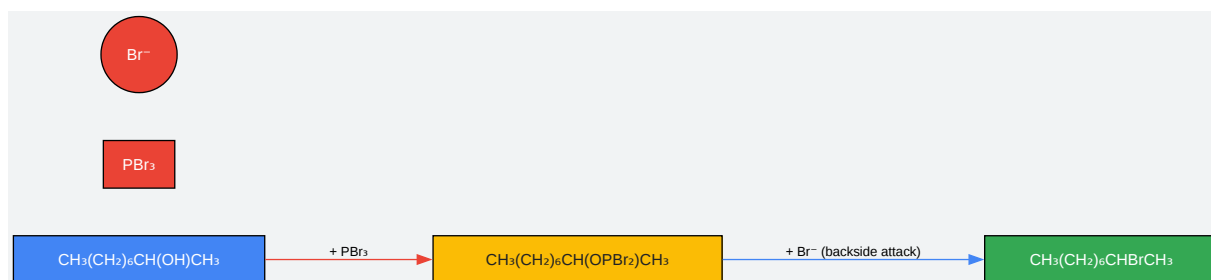 Br⁻
PBr₃
CH₃(CH₂)₆CH(OH)CH₃
+ PBr₃
CH₃(CH₂)₆CH(OPBr₂)CH₃
+ Br⁻ (backside attack)
CH₃(CH₂)₆CHBrCH₃